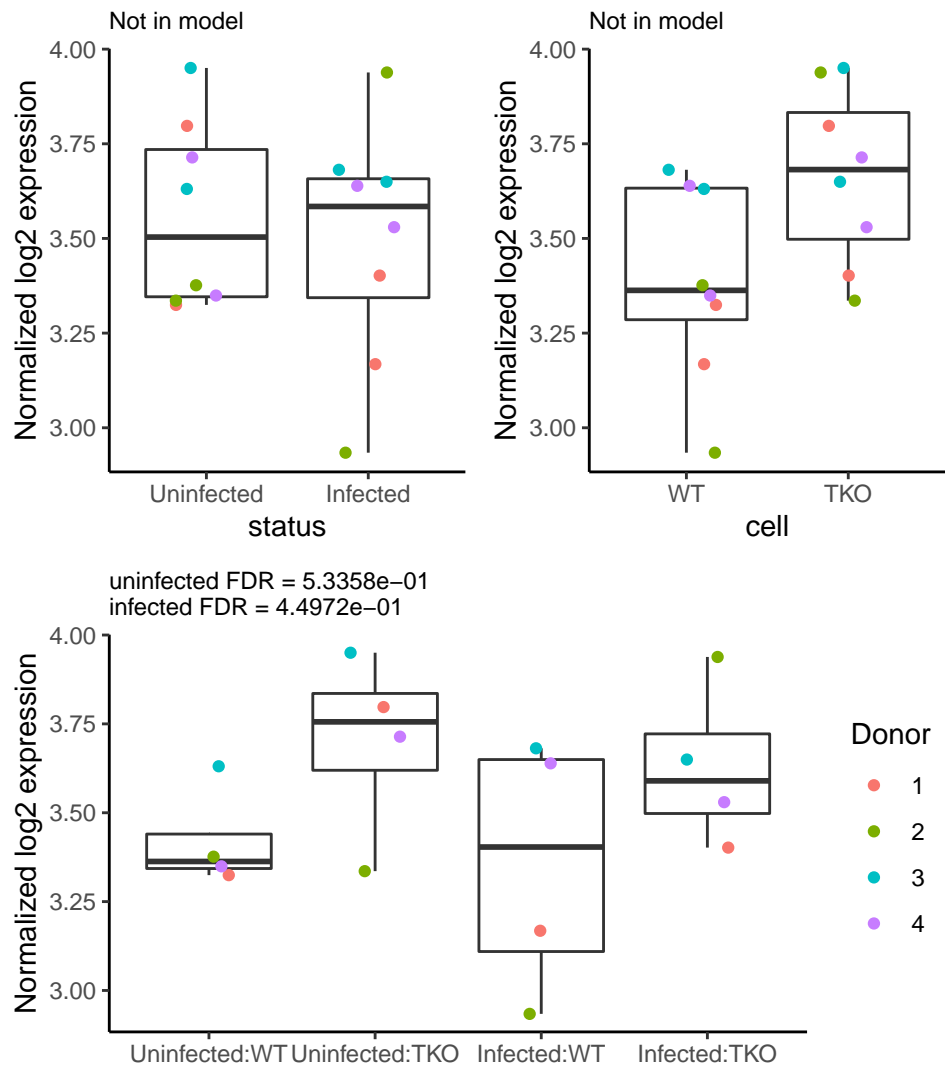 Not in model
Normalized log2 expression
4.00
3.75
3.50
3.25
3.00
Uninfected Infected
status
Not in model
Normalized log2 expression
4.00
3.75
3.50
3.25
3.00
WT TKO
cell
uninfected FDR = 5.3358e−01
infected FDR = 4.4972e−01
Normalized log2 expression
4.00
3.75
3.50
3.25
3.00
Uninfected:WT Uninfected:TKO Infected:WT Infected:TKO
Donor
1
2
3
4